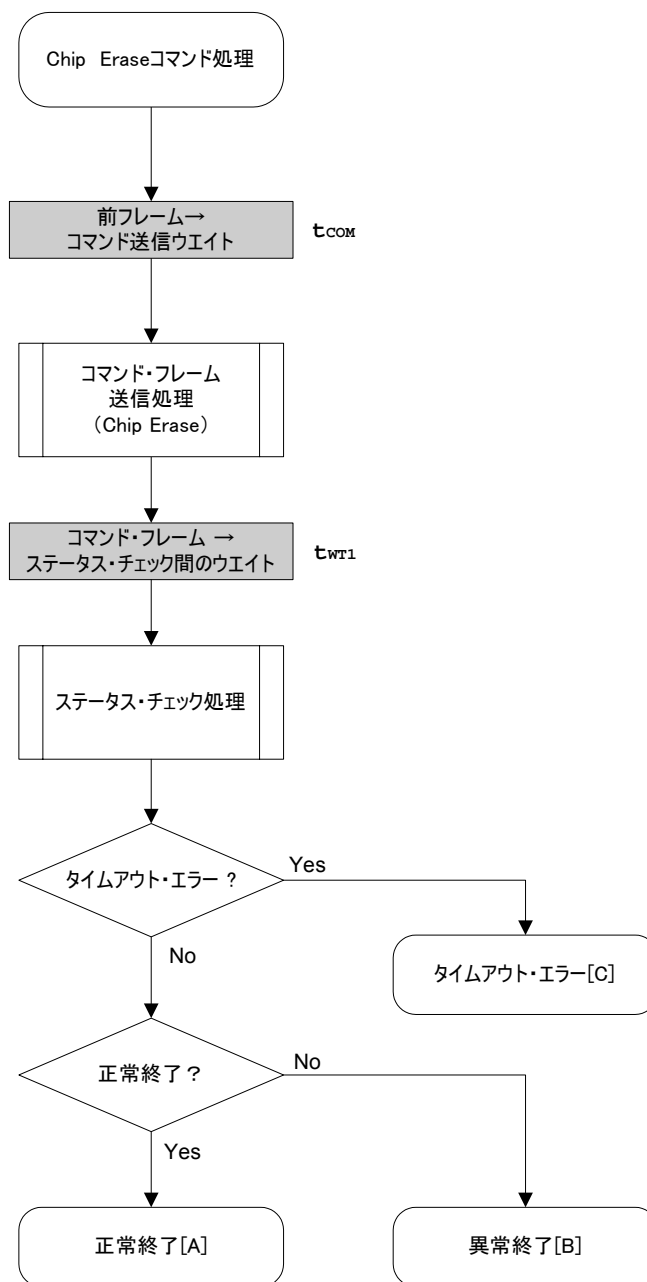 Chip Eraseコマンド処理
前フレーム→
コマンド送信ウエイト
tCOM
コマンド・フレーム
送信処理
（Chip Erase）
コマンド・フレーム →
ステータス・チェック間のウエイト
tWT1
ステータス・チェック処理
タイムアウト・エラー ?
Yes
No
タイムアウト・エラー[C]
正常終了？
No
Yes
正常終了[A]
異常終了[B]